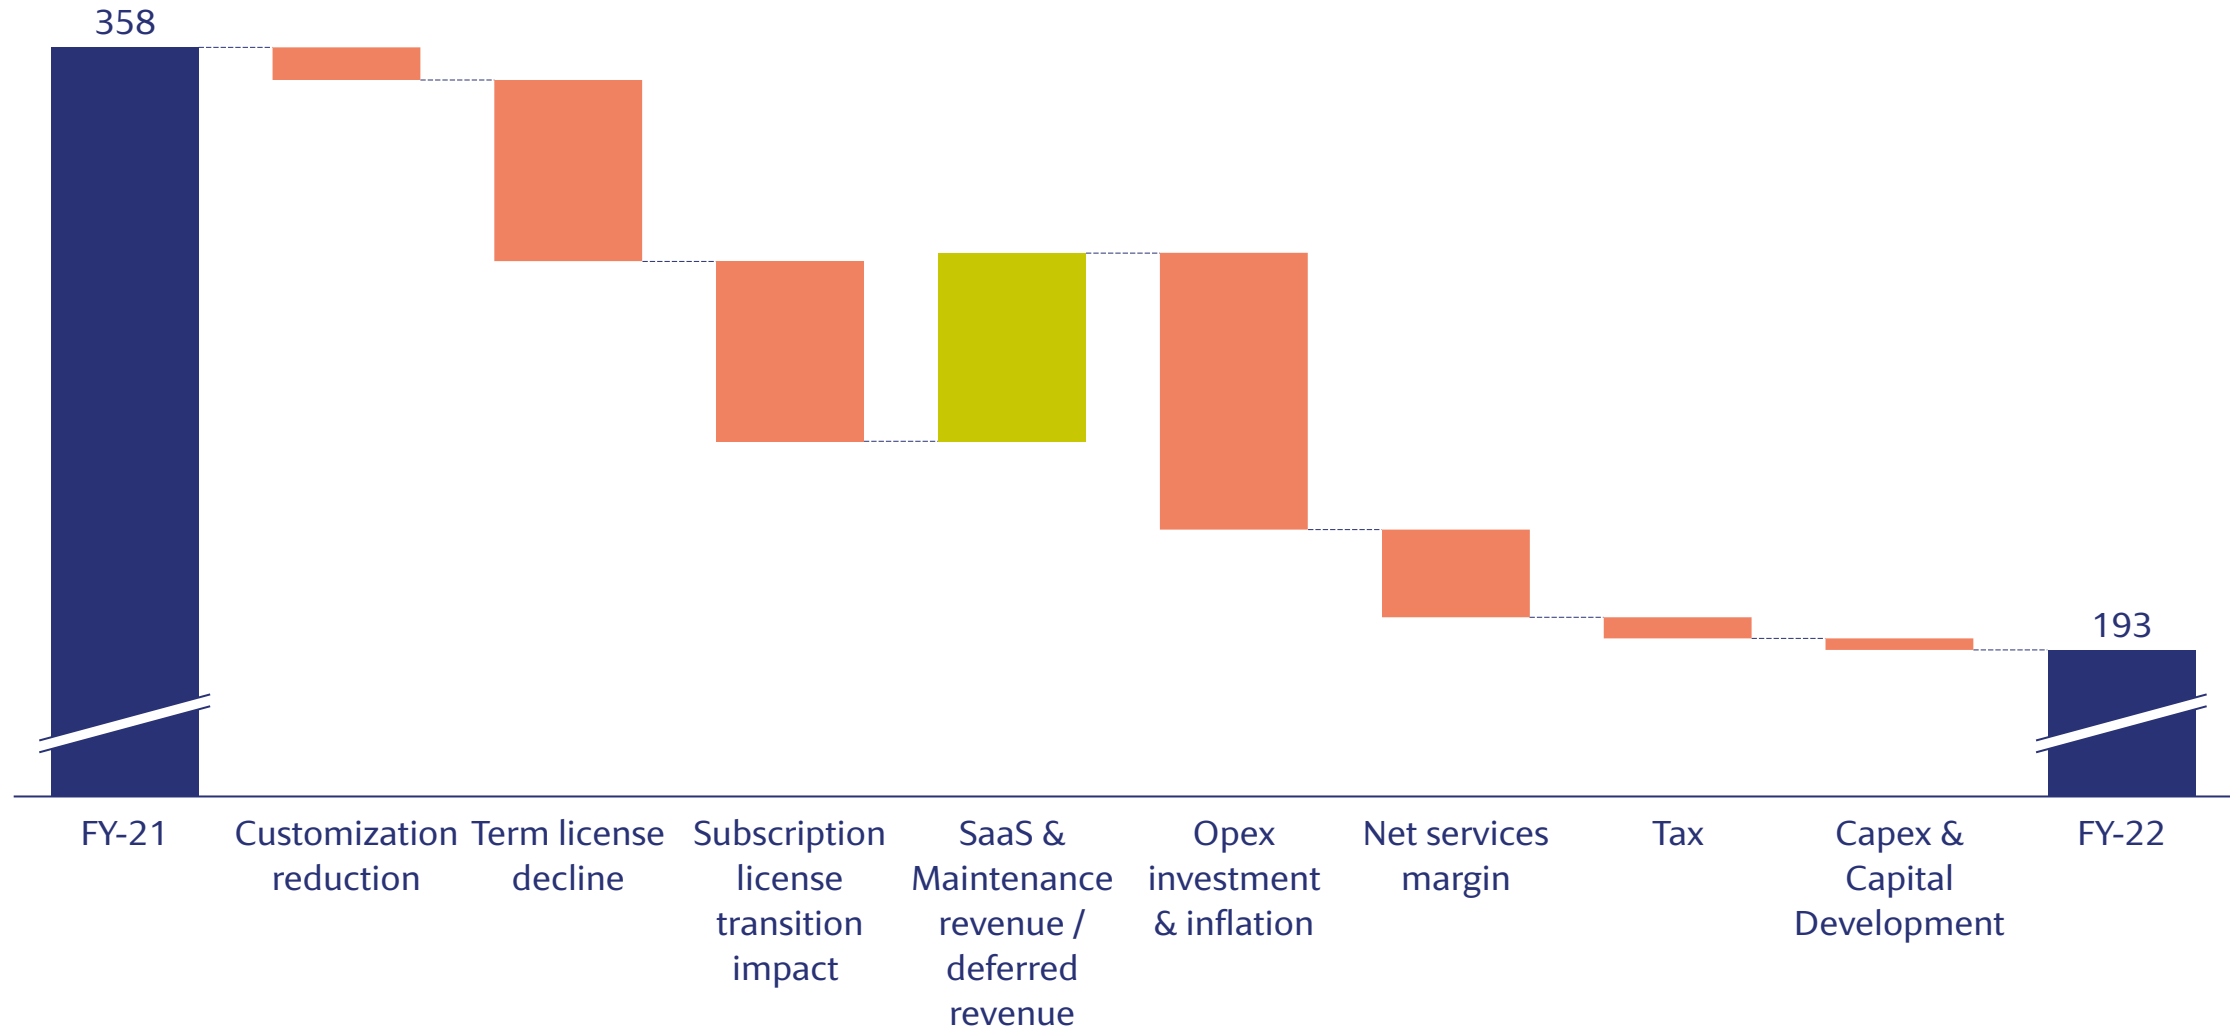 358
193
FY-21
Customization
reduction
Term license
decline
Subscription
license
transition
impact
SaaS &
Maintenance
revenue /
deferred
revenue
Opex
investment
& inflation
Net services
margin
Tax
Capex &
Capital
Development
FY-22